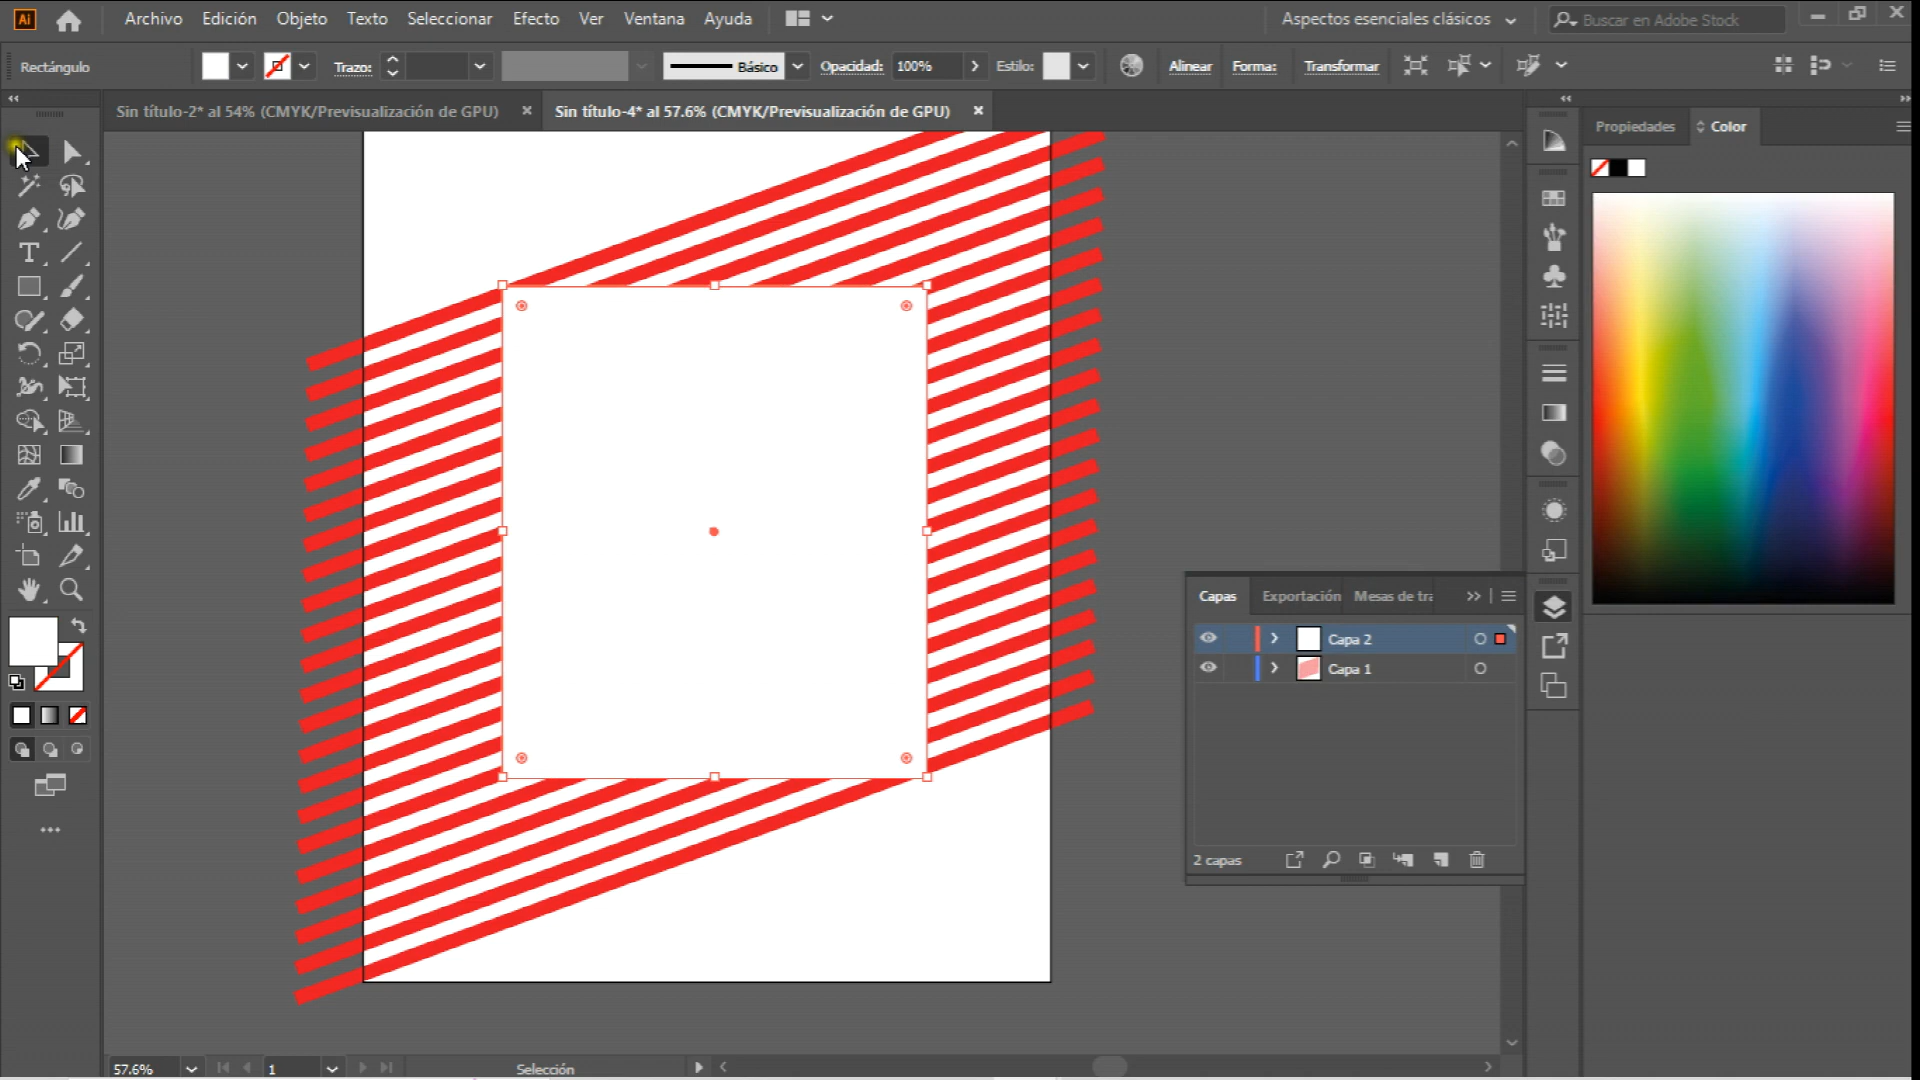 Ai Archivo Edición Objeto Texto Seleccionar Efecto Ver Ventana Ayuda Aspectos esenciales clásicos Buscar en Adobe Stock
Rectángulo Trazo: Básico Opacidad: 100% Estilo: Alinear Forma: Transformar
Sin título-2* al 54% (CMYK/Previsualización de GPU) Sin título-4* al 57.6% (CMYK/Previsualización de GPU)
Propiedades Color
Capas Exportación Mesas de tra
Capa 2
Capa 1
2 capas
57.6% 1 Selección